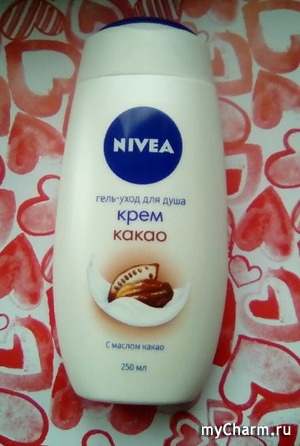 NIVEA
гель-уход для душа
крем
какао
С маслом какао
250 мл
myCharm.ru